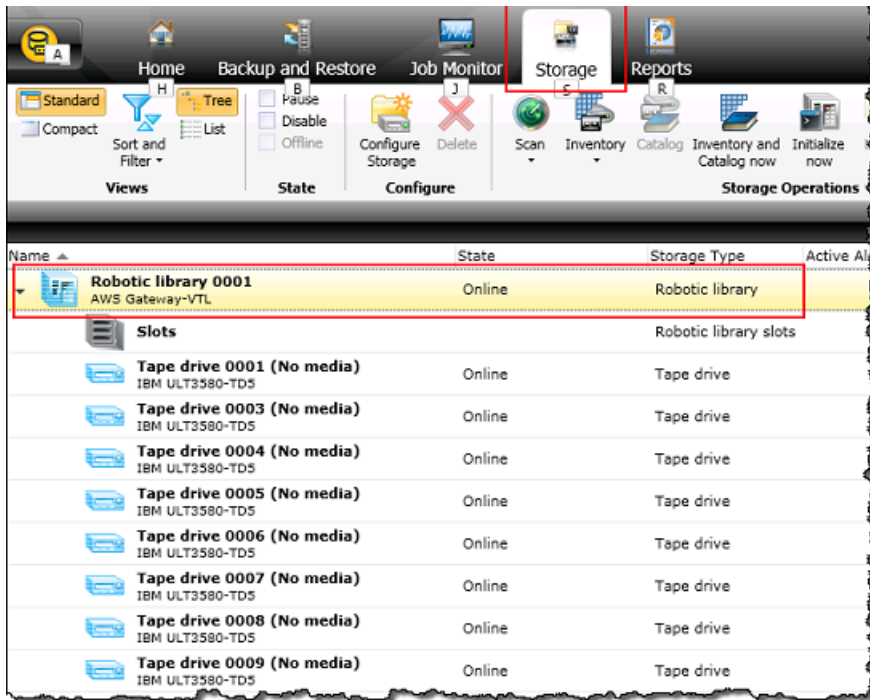 A
Home Backup and Restore Job Monitor Storage Reports
H B J S R
Standard Tree Pause
Compact List Disable
Sort and Filter Offline Configure Storage Delete Scan Inventory Catalog Inventory and Catalog now Initialize now
Views State Configure Storage Operations
Name State Storage Type Active
Robotic library 0001 Online Robotic library
AWS Gateway-VTL
Slots Robotic library slots
Tape drive 0001 (No media) Online Tape drive
IBM ULT3580-TD5
Tape drive 0003 (No media) Online Tape drive
IBM ULT3580-TD5
Tape drive 0004 (No media) Online Tape drive
IBM ULT3580-TD5
Tape drive 0005 (No media) Online Tape drive
IBM ULT3580-TD5
Tape drive 0006 (No media) Online Tape drive
IBM ULT3580-TD5
Tape drive 0007 (No media) Online Tape drive
IBM ULT3580-TD5
Tape drive 0008 (No media) Online Tape drive
IBM ULT3580-TD5
Tape drive 0009 (No media) Online Tape drive
IBM ULT3580-TD5